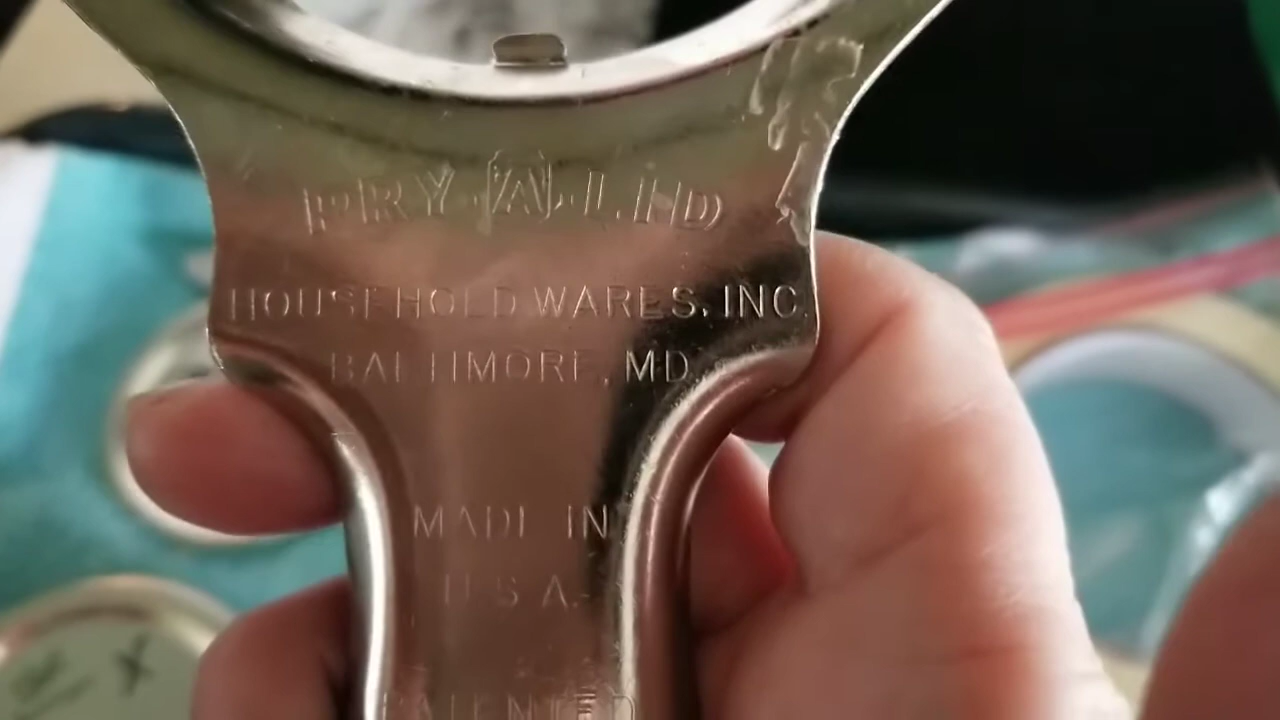 PRY·A·LID
HOUSEHOLD WARES, INC.
BALTIMORE, MD.
MADE IN
U.S.A.
PATENTED